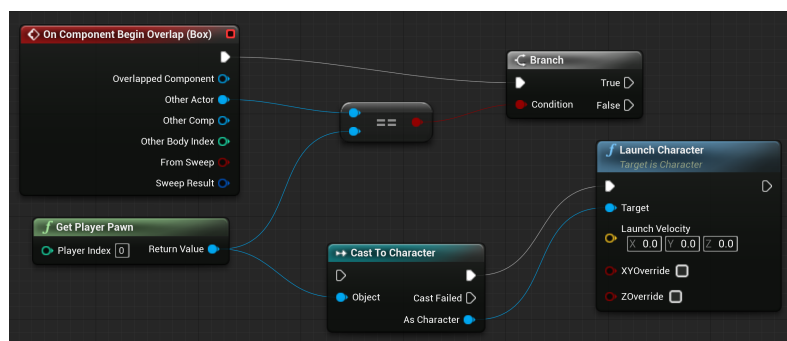 On Component Begin Overlap (Box)
Overlapped Component
Other Actor
Other Comp
Other Body Index
From Sweep
Sweep Result
==
Branch
True
Condition
False
Get Player Pawn
Player Index 0
Return Value
Cast To Character
Object
Cast Failed
As Character
Launch Character
Target is Character
Target
Launch Velocity
X 0.0 Y 0.0 Z 0.0
XYOverride
ZOverride